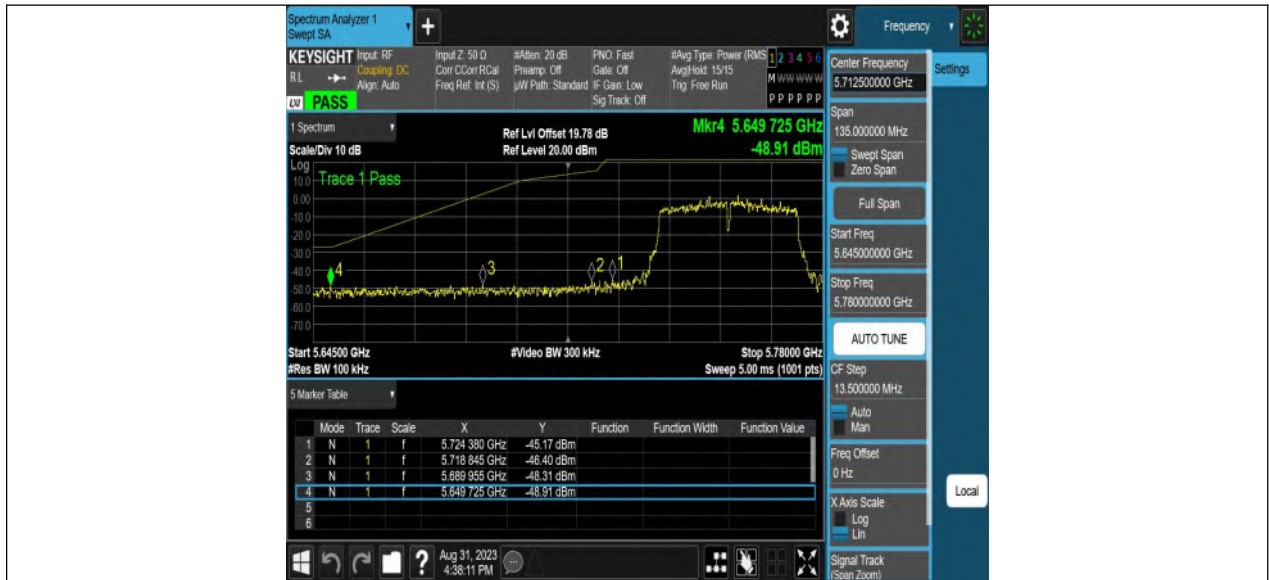 Spectrum Analyzer 1
Swept SA
+
Frequency
KEYSIGHT
RL
LXI
PASS
Input: RF
Coupling: DC
Align: Auto
Input Z: 50 Ω
Corr CCorr RCal
Freq Ref: Int (S)
#Atten: 20 dB
Preamp: Off
µW Path: Standard
PNO: Fast
Gate: Off
IF Gain: Low
Sig Track: Off
#Avg Type: Power (RMS
Avg|Hold: 15/15
Trig: Free Run
1 2 3 4 5 6
M W W W W W
P P P P P P
Center Frequency
5.712500000 GHz
Settings
Span
135.000000 MHz
Swept Span
Zero Span
Full Span
Start Freq
5.645000000 GHz
Stop Freq
5.780000000 GHz
AUTO TUNE
CF Step
13.500000 MHz
Auto
Man
Freq Offset
0 Hz
X Axis Scale
Log
Lin
Signal Track
(Span Zoom)
Local
1 Spectrum
Scale/Div 10 dB
Ref Lvl Offset 19.78 dB
Ref Level 20.00 dBm
Mkr4 5.649 725 GHz
-48.91 dBm
Log
Trace 1 Pass
10.0
0.00
-10.0
-20.0
-30.0
-40.0
-50.0
-60.0
-70.0
4
3
2
1
Start 5.64500 GHz
#Video BW 300 kHz
Stop 5.78000 GHz
#Res BW 100 kHz
Sweep 5.00 ms (1001 pts)
5 Marker Table
Mode Trace Scale X Y Function Function Width Function Value
1 N 1 f 5.724 380 GHz -45.17 dBm
2 N 1 f 5.718 845 GHz -46.40 dBm
3 N 1 f 5.689 955 GHz -48.31 dBm
4 N 1 f 5.649 725 GHz -48.91 dBm
5
6
?
Aug 31, 2023
4:38:11 PM